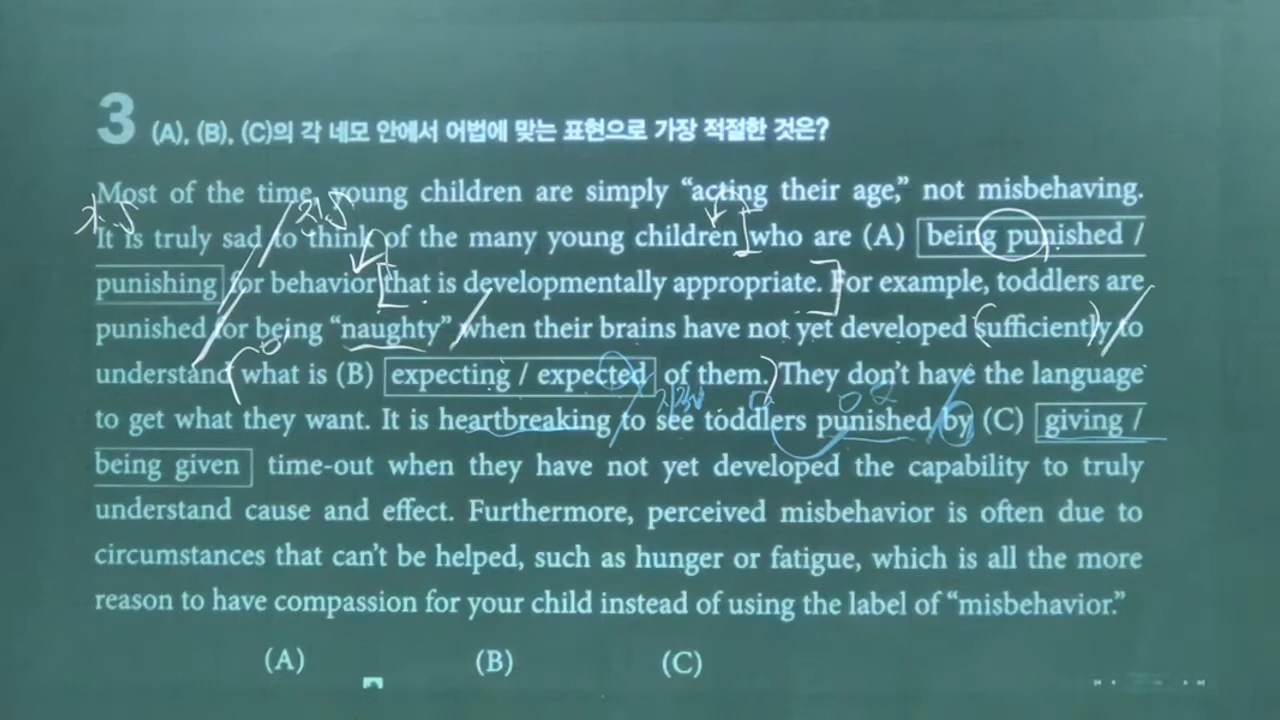 3 (A), (B), (C)의 각 네모 안에서 어법에 맞는 표현으로 가장 적절한 것은?
Most of the time, young children are simply “acting their age,” not misbehaving.
It is truly sad to think of the many young children who are (A) being punished /
punishing for behavior that is developmentally appropriate. For example, toddlers are
punished for being “naughty” when their brains have not yet developed sufficiently to
understand what is (B) expecting / expected of them. They don’t have the language
to get what they want. It is heartbreaking to see toddlers punished by (C) giving /
being given time-out when they have not yet developed the capability to truly
understand cause and effect. Furthermore, perceived misbehavior is often due to
circumstances that can’t be helped, such as hunger or fatigue, which is all the more
reason to have compassion for your child instead of using the label of “misbehavior.”
(A) (B) (C)